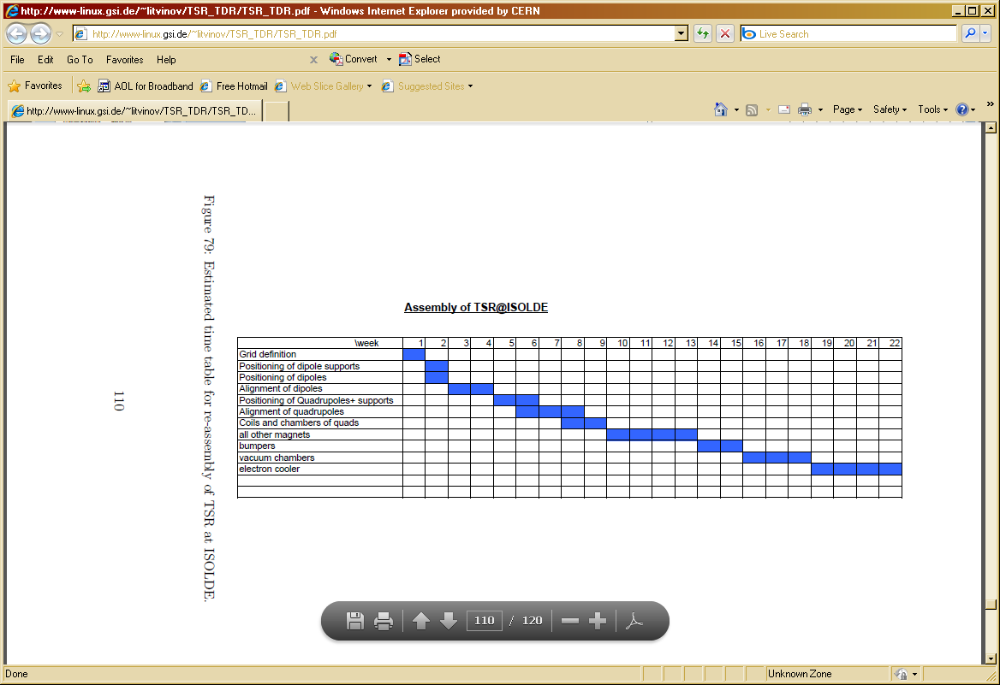 http://www-linux.gsi.de/~litvinov/TSR_TDR/TSR_TDR.pdf - Windows Internet Explorer provided by CERN
http://www-linux.gsi.de/~litvinov/TSR_TDR/TSR_TDR.pdf
Live Search
File Edit Go To Favorites Help
x Convert Select
Favorites AOL for Broadband Free Hotmail Web Slice Gallery Suggested Sites
http://www-linux.gsi.de/~litvinov/TSR_TDR/TSR_TD...
Page Safety Tools
Figure 79: Estimated time table for re-assembly of TSR at ISOLDE.
110
Assembly of TSR@ISOLDE
\week 1 2 3 4 5 6 7 8 9 10 11 12 13 14 15 16 17 18 19 20 21 22
Grid definition
Positioning of dipole supports
Positioning of dipoles
Alignment of dipoles
Positioning of Quadrupoles+ supports
Alignment of quadrupoles
Coils and chambers of quads
all other magnets
bumpers
vacuum chambers
electron cooler
110 / 120
Done
Unknown Zone